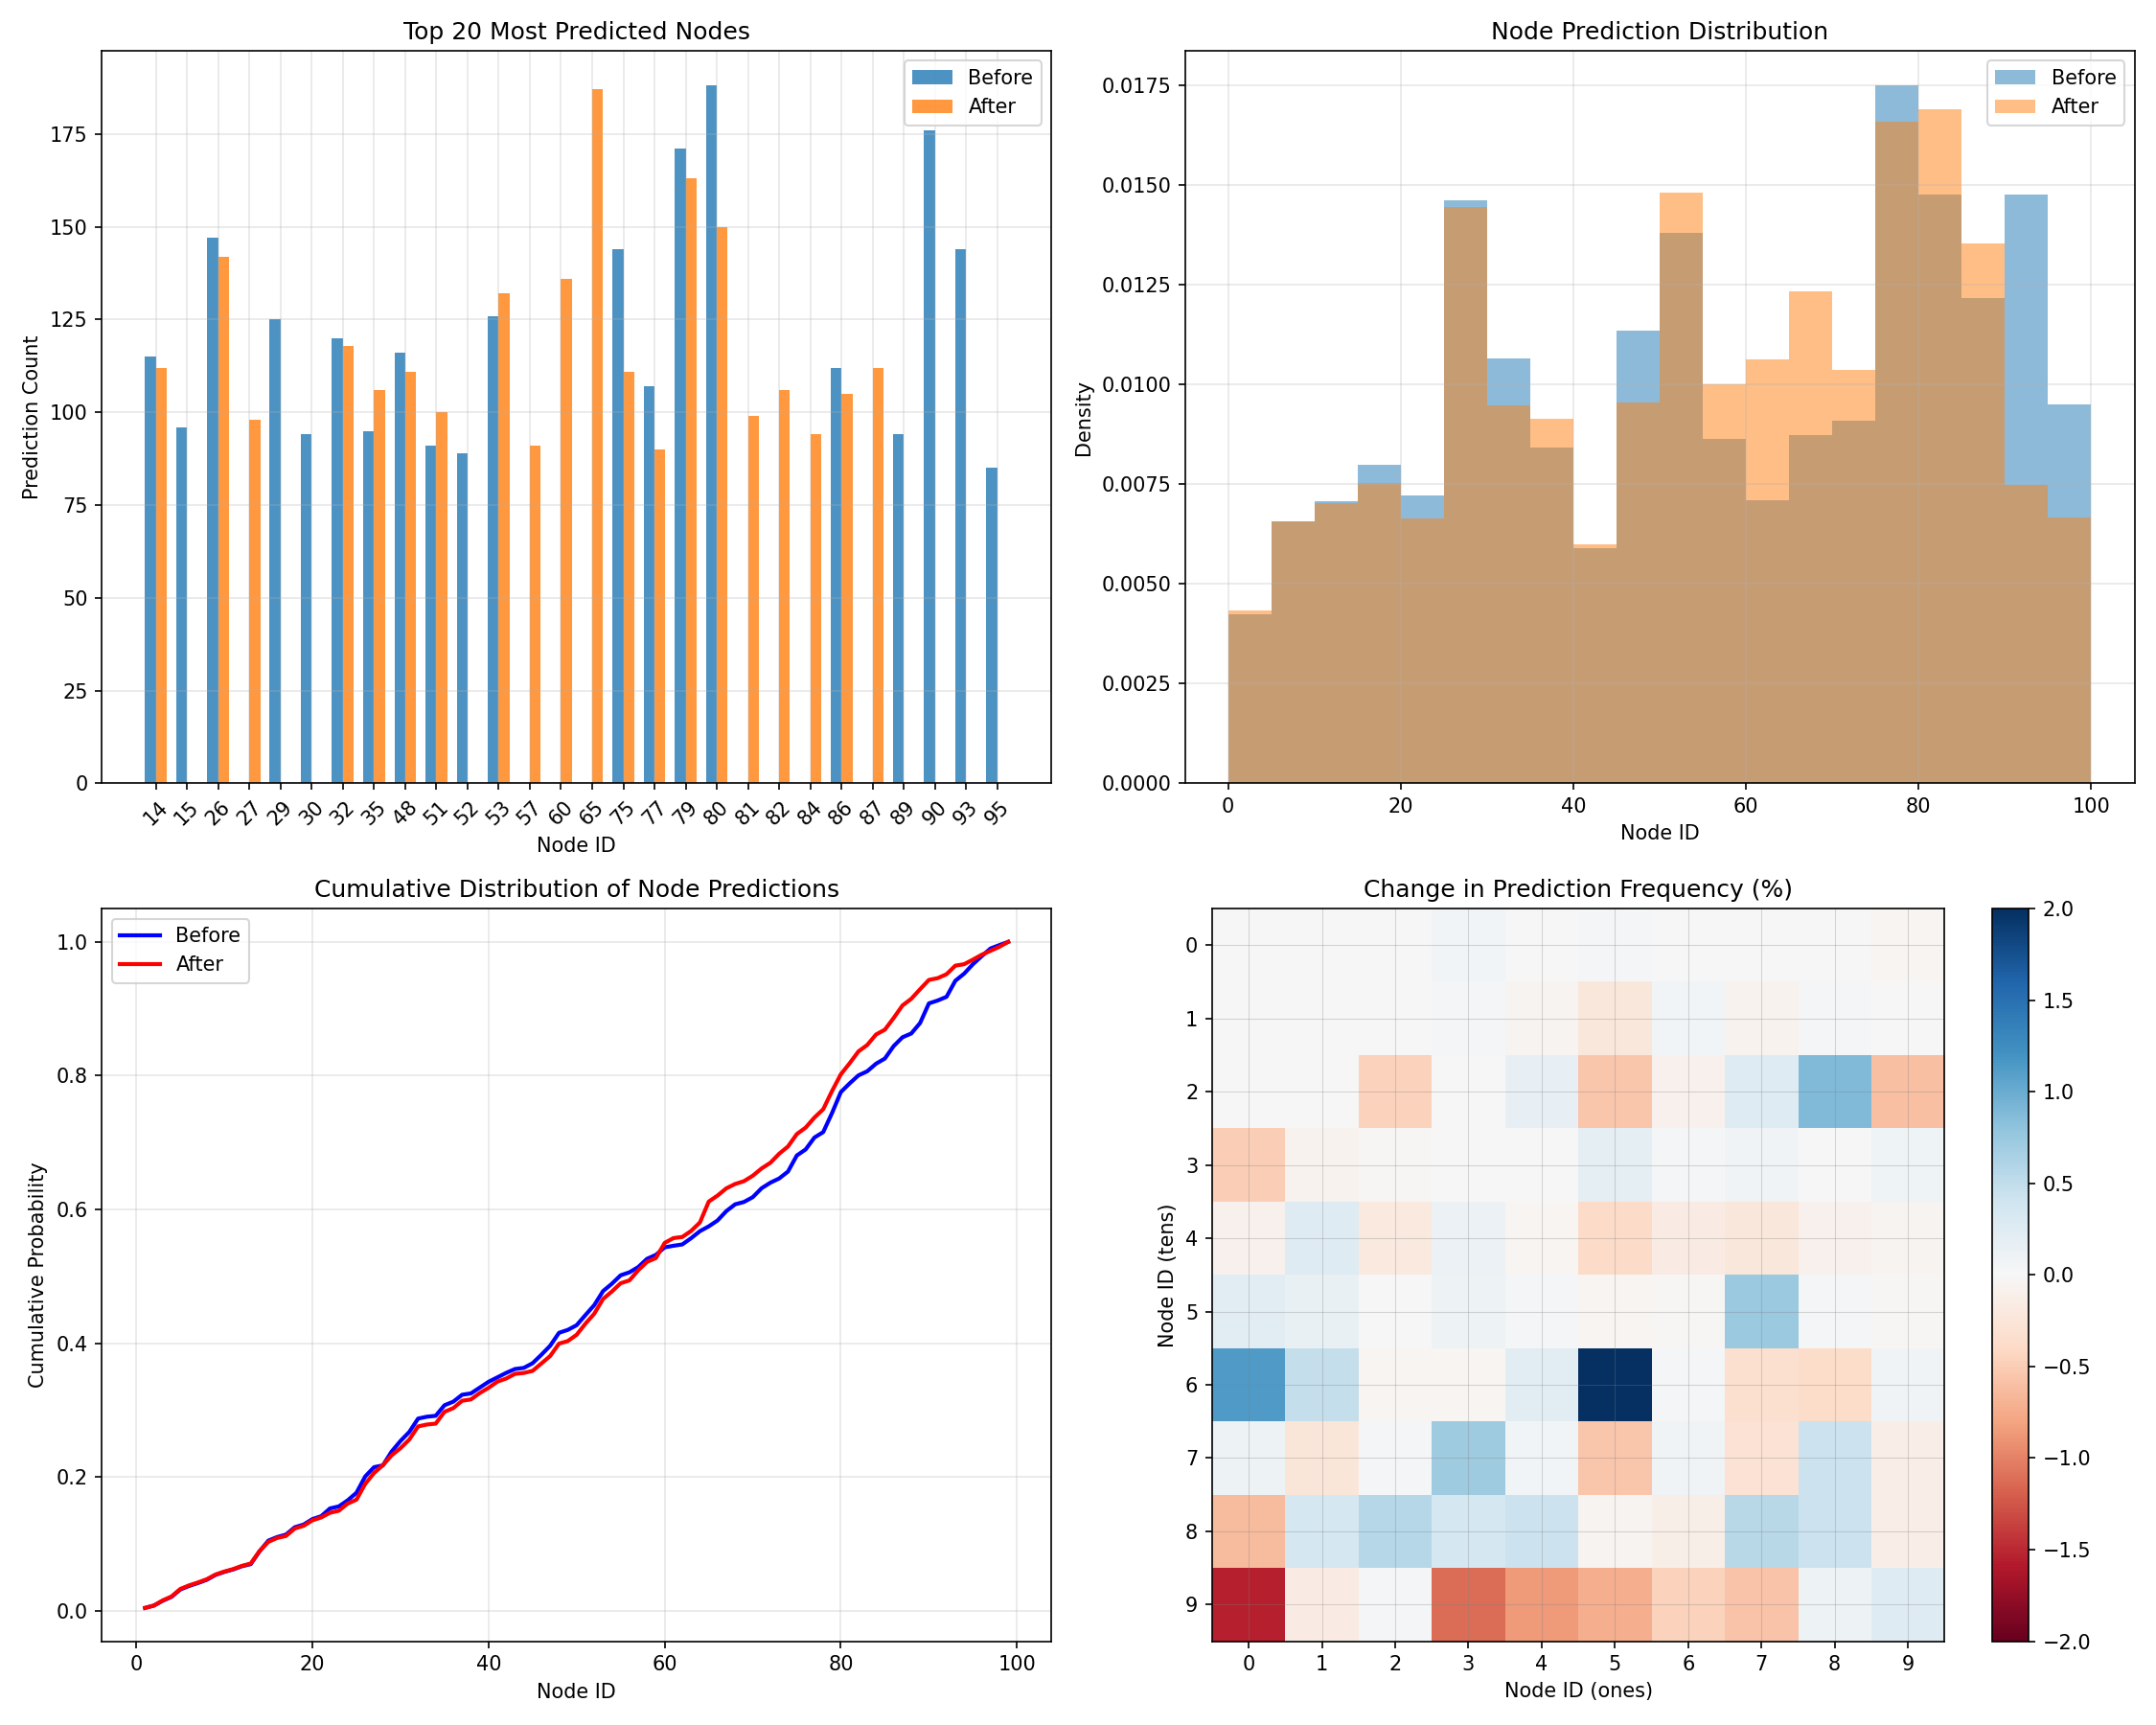 Top 20 Most Predicted Nodes
Before
After
Prediction Count
175
150
125
100
75
50
25
0
14 15 26 27 29 30 32 35 48 51 52 53 57 60 65 75 77 79 80 81 82 84 86 87 89 90 93 95
Node ID
Node Prediction Distribution
Before
After
Density
0.0175
0.0150
0.0125
0.0100
0.0075
0.0050
0.0025
0.0000
0 20 40 60 80 100
Node ID
Cumulative Distribution of Node Predictions
Before
After
Cumulative Probability
1.0
0.8
0.6
0.4
0.2
0.0
0 20 40 60 80 100
Node ID
Change in Prediction Frequency (%)
Node ID (tens)
0
1
2
3
4
5
6
7
8
9
0 1 2 3 4 5 6 7 8 9
Node ID (ones)
2.0
1.5
1.0
0.5
0.0
−0.5
−1.0
−1.5
−2.0